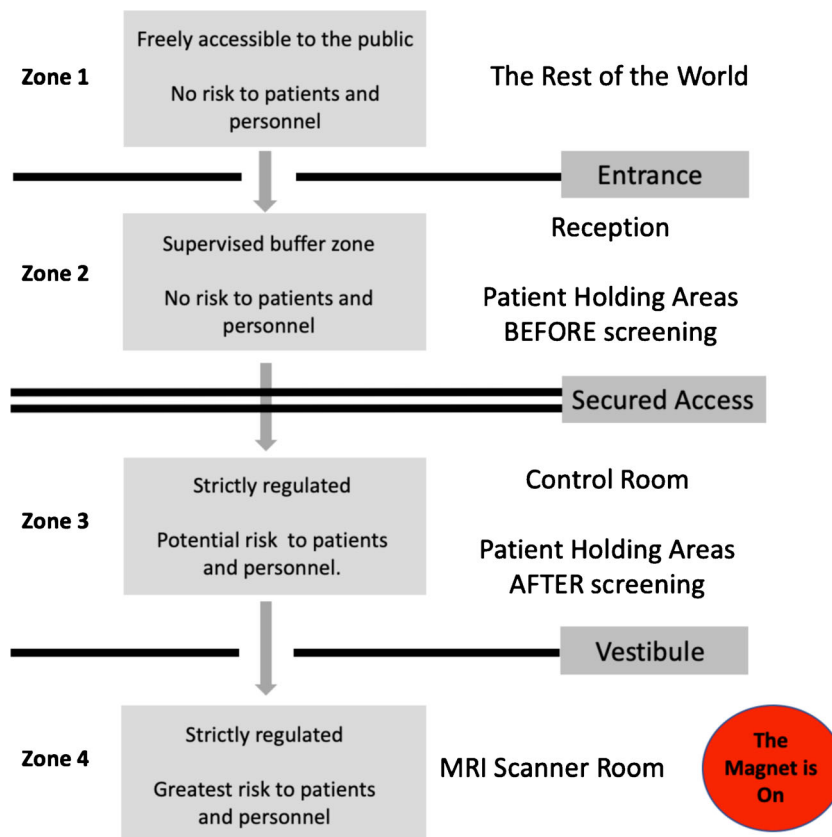 Freely accessible to the public
Zone 1
No risk to patients and
personnel
The Rest of the World
Entrance
Reception
Supervised buffer zone
Zone 2
No risk to patients and
personnel
Patient Holding Areas
BEFORE screening
Secured Access
Control Room
Strictly regulated
Zone 3
Potential risk  to patients
and personnel.
Patient Holding Areas
AFTER screening
Vestibule
Strictly regulated
Zone 4
Greatest risk to patients
and personnel
MRI Scanner Room
The
Magnet is
On